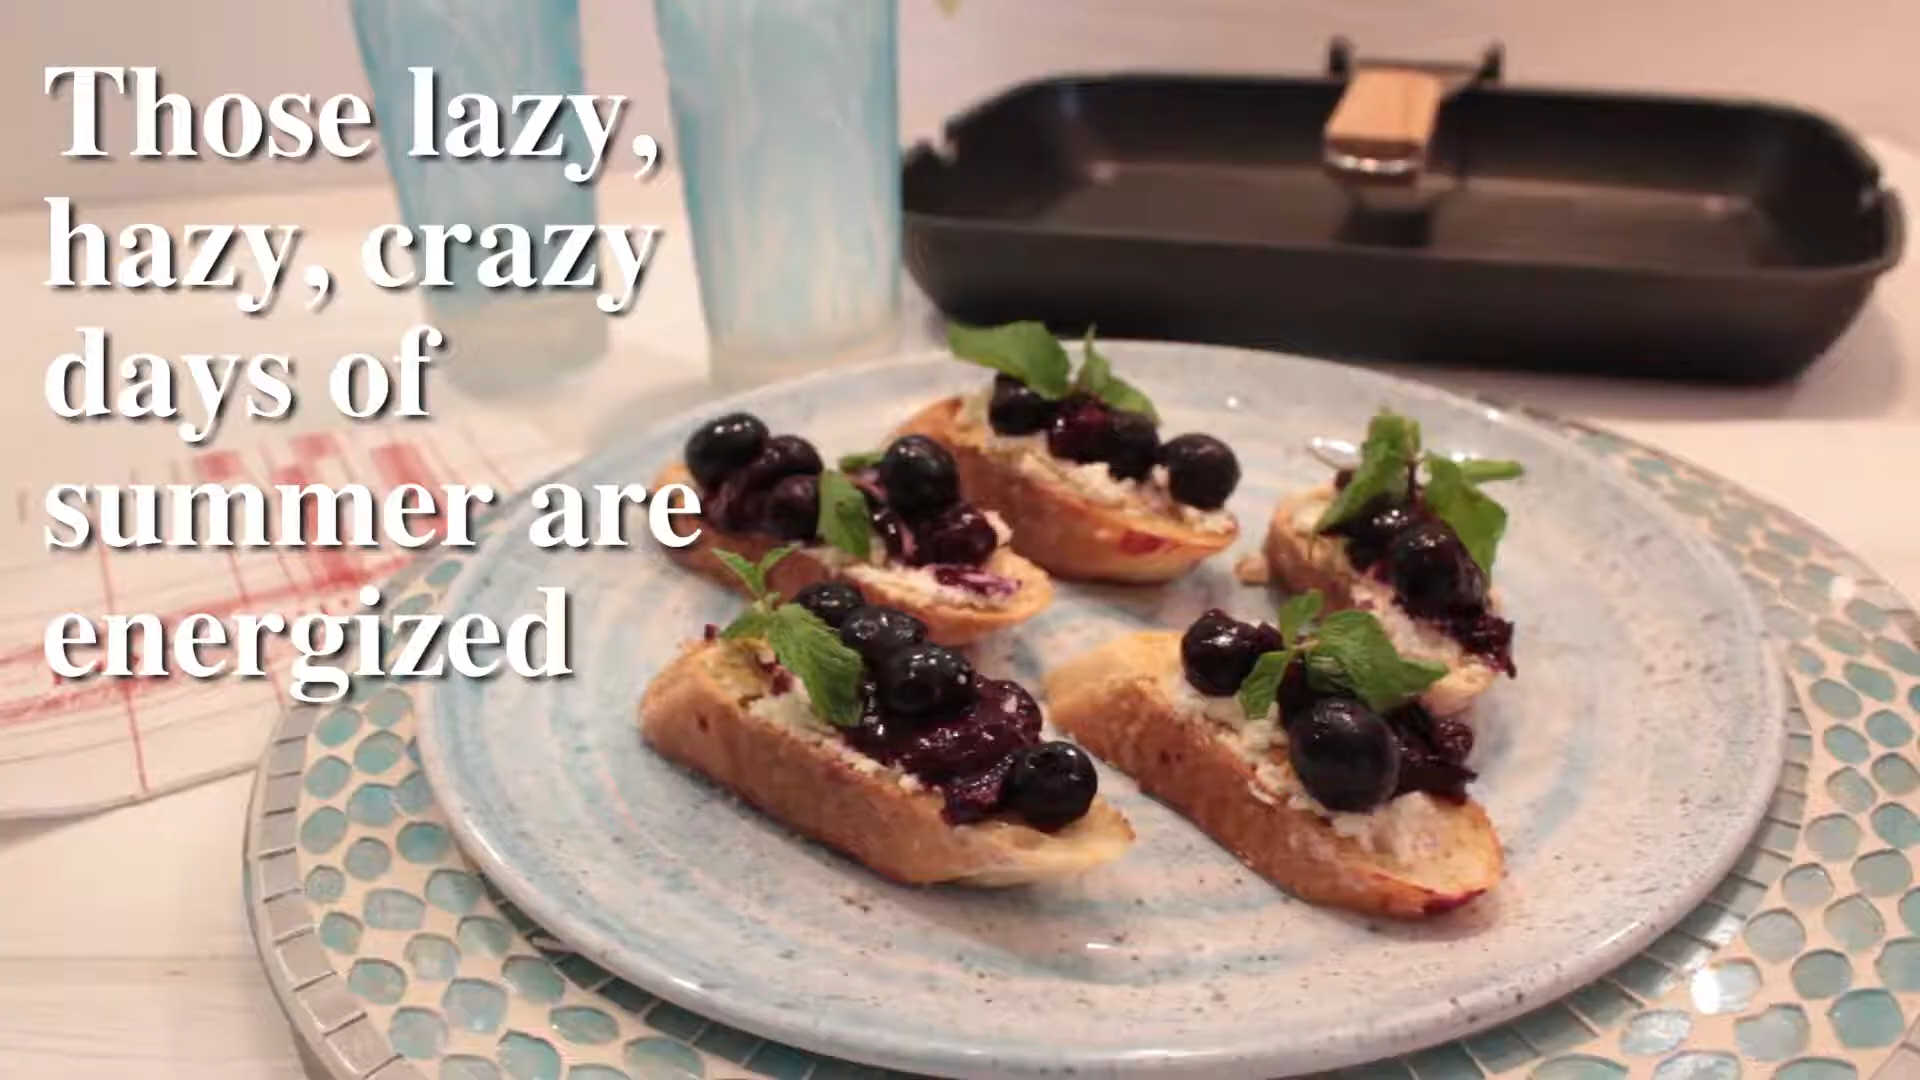 Those lazy,
hazy, crazy
days of
summer are
energized